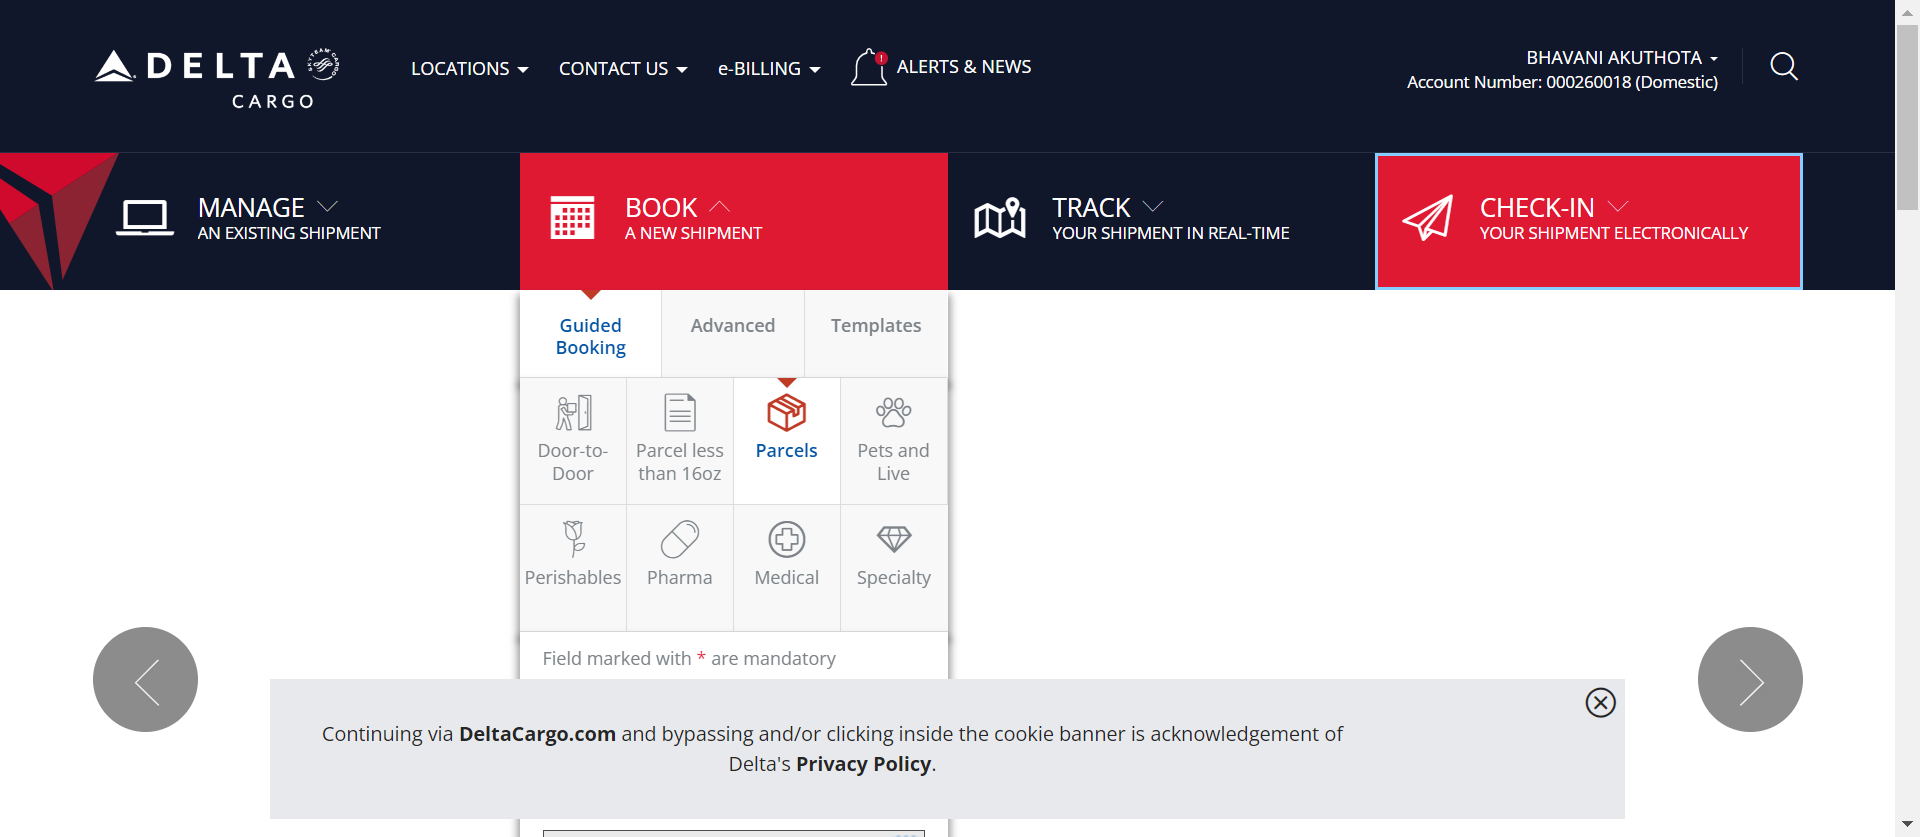 DELTA
CARGO
LOCATIONS
CONTACT US
e-BILLING
!
ALERTS & NEWS
BHAVANI AKUTHOTA
Account Number: 000260018 (Domestic)
MANAGE
AN EXISTING SHIPMENT
BOOK
A NEW SHIPMENT
TRACK
YOUR SHIPMENT IN REAL-TIME
CHECK-IN
YOUR SHIPMENT ELECTRONICALLY
Guided
Booking
Advanced
Templates
Door-to-
Door
Parcel less
than 16oz
Parcels
Pets and
Live
Perishables
Pharma
Medical
Specialty
Field marked with * are mandatory
Continuing via DeltaCargo.com and bypassing and/or clicking inside the cookie banner is acknowledgement of
Delta's Privacy Policy.